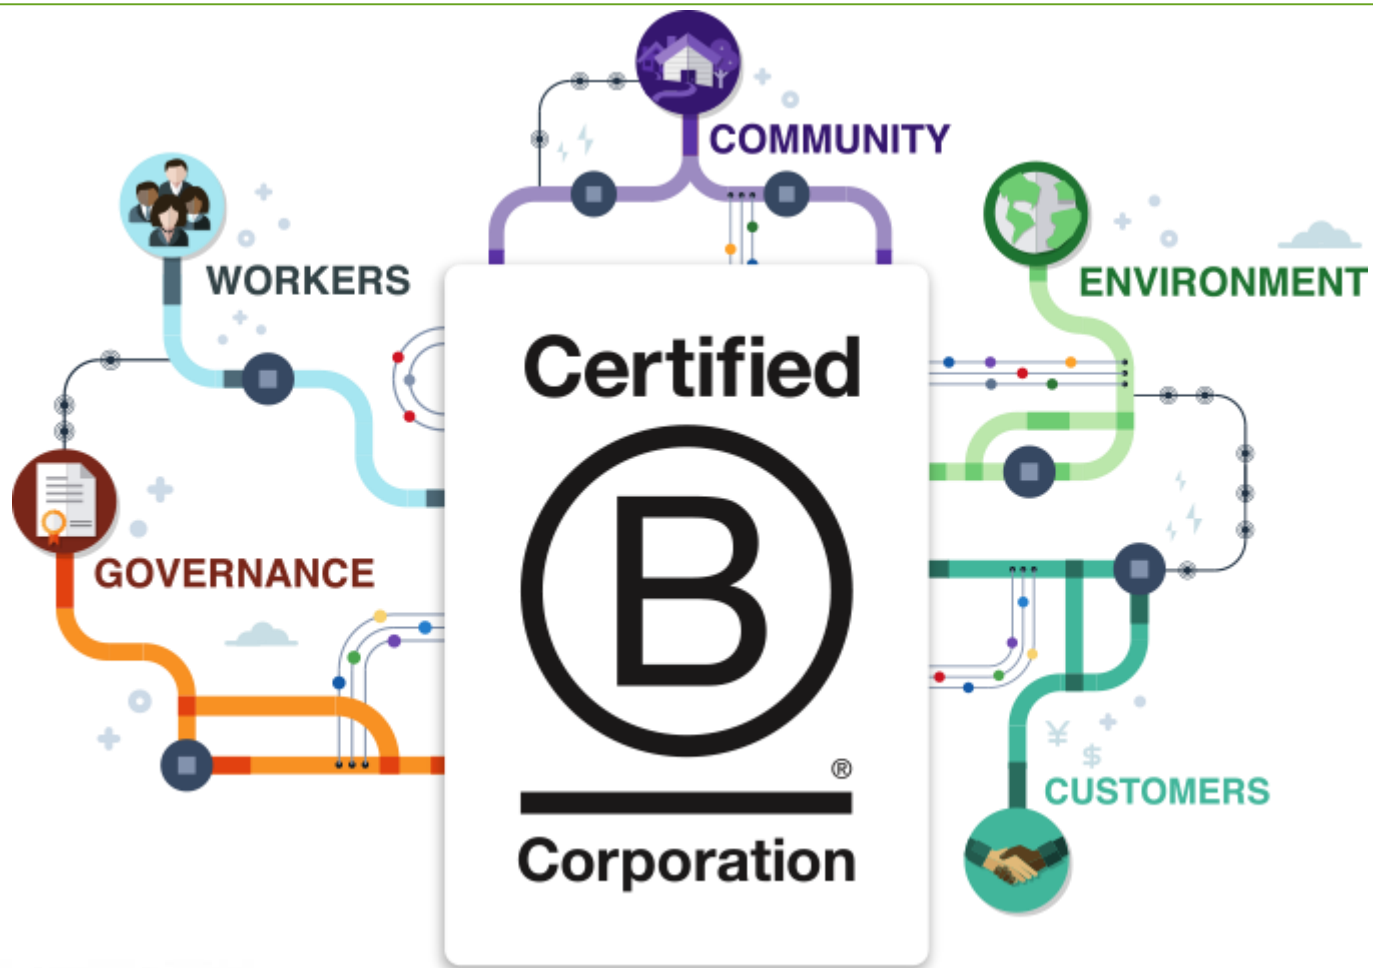 COMMUNITY
WORKERS
ENVIRONMENT
GOVERNANCE
CUSTOMERS
¥
$
Certified
B
®
Corporation